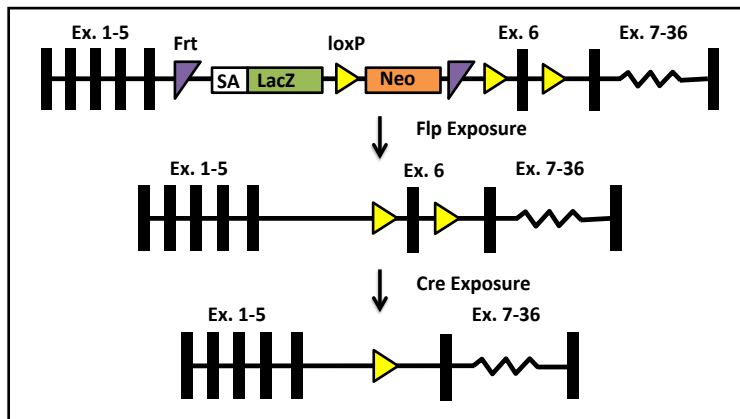 Ex. 1-5 Frt loxP Ex. 6 Ex. 7-36
SA LacZ Neo
Flp Exposure
Ex. 1-5 Ex. 6 Ex. 7-36
Cre Exposure
Ex. 1-5 Ex. 7-36